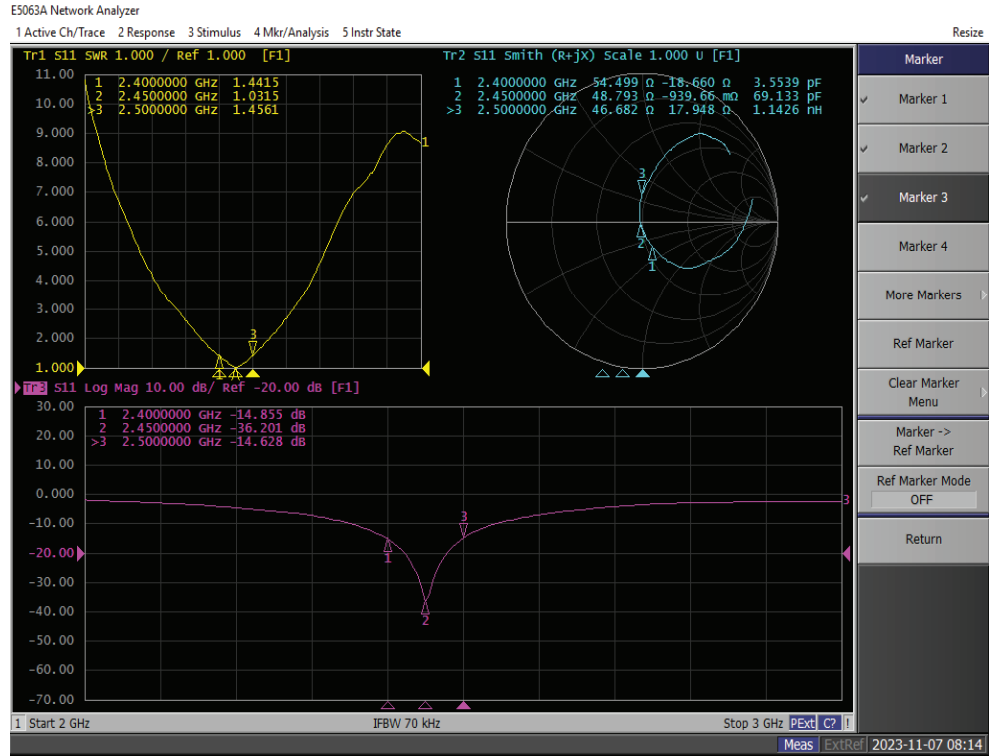 E5063A Network Analyzer
1 Active Ch/Trace 2 Response 3 Stimulus 4 Mkr/Analysis 5 Instr State Resize
Tr1 S11 SWR 1.000 / Ref 1.000 [F1]
11.00
10.00
9.000
8.000
7.000
6.000
5.000
4.000
3.000
2.000
1.000
1 2.4000000 GHz 1.4415
2 2.4500000 GHz 1.0315
>3 2.5000000 GHz 1.4561
1
3
Tr2 S11 Smith (R+jX) Scale 1.000 U [F1]
1 2.4000000 GHz 54.499 Ω -18.660 Ω 3.5539 pF
2 2.4500000 GHz 48.793 Ω -939.66 mΩ 69.133 pF
>3 2.5000000 GHz 46.682 Ω 17.948 Ω 1.1426 nH
3
2
1
Tr3 S11 Log Mag 10.00 dB/ Ref -20.00 dB [F1]
30.00
20.00
10.00
0.000
-10.00
-20.00
-30.00
-40.00
-50.00
-60.00
-70.00
1 2.4000000 GHz -14.855 dB
2 2.4500000 GHz -36.201 dB
>3 2.5000000 GHz -14.628 dB
3
3
1
2
1 Start 2 GHz IFBW 70 kHz Stop 3 GHz PExt C? !
Marker
Marker 1
Marker 2
Marker 3
Marker 4
More Markers
Ref Marker
Clear Marker
Menu
Marker ->
Ref Marker
Ref Marker Mode
OFF
Return
Meas ExtRef 2023-11-07 08:14